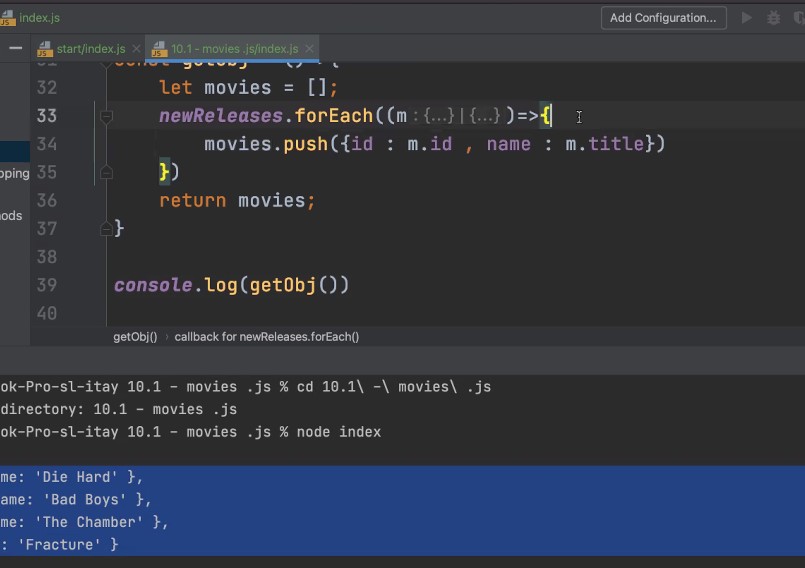 index.js
Add Configuration...
start/index.js
10.1 - movies .js/index.js
32 let movies = [];
33 newReleases.forEach((m :{...}|{...} )=>{
34 movies.push({id : m.id , name : m.title})
pping 35 })
36 return movies;
ods 37 }
38
39 console.log(getObj())
40
getObj() › callback for newReleases.forEach()
ok-Pro-sl-itay 10.1 - movies .js % cd 10.1\ -\ movies\ .js
directory: 10.1 - movies .js
ok-Pro-sl-itay 10.1 - movies .js % node index
me: 'Die Hard' },
ame: 'Bad Boys' },
me: 'The Chamber' },
: 'Fracture' }